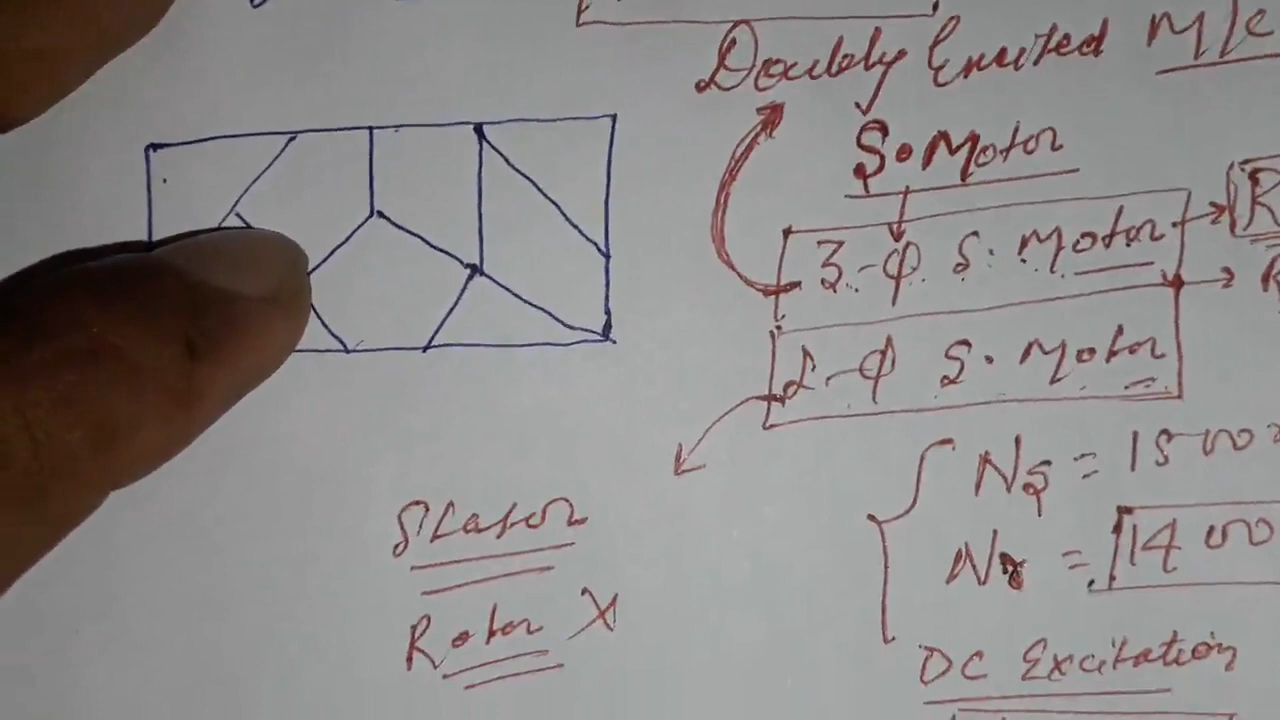 Doubly Excited M/C
S. Motor
3-φ S. Motor
R
1-φ S. Motor
Ns = 1500
Nr = 1400
Stator
Rotor X
DC Excitation